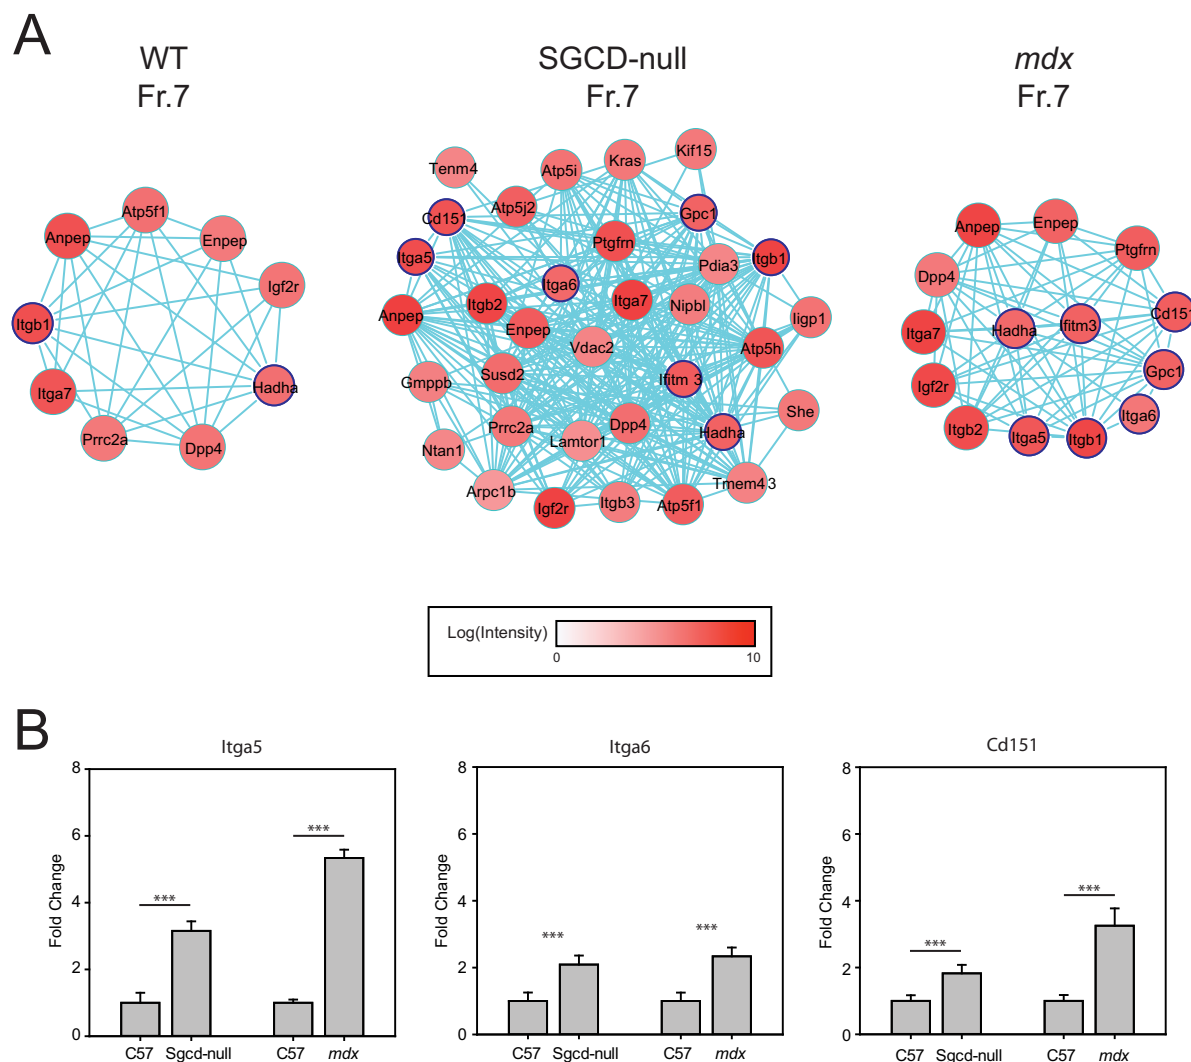 A
WT
Fr.7
SGCD-null
Fr.7
mdx
Fr.7
Atp5f1
Anpep
Enpep
Igf2r
Itgb1
Hadha
Itga7
Prrc2a
Dpp4
Tenm4
Atp5i
Kras
Kif15
Cd151
Atp5j2
Gpc1
Ptgfrn
Itga5
Pdia3
Itgb1
Itga6
Itga7
Nipbl
Anpep
Itgb2
Enpep
Iigp1
Vdac2
Atp5h
Gmppb
Susd2
Ifitm 3
She
Prrc2a
Dpp4
Hadha
Lamtor1
Ntan1
Arpc1b
Tmem43
Igf2r
Itgb3
Atp5f1
Anpep
Enpep
Ptgfrn
Dpp4
Cd151
Itga7
Hadha
Ifitm3
Gpc1
Igf2r
Itga6
Itgb2
Itga5
Itgb1
Log(Intensity)
0
10
B
Itga5
Fold Change
8
6
4
2
0
***
***
C57
Sgcd-null
C57
mdx
Itga6
Fold Change
8
6
4
2
0
***
***
C57
Sgcd-null
C57
mdx
Cd151
Fold Change
8
6
4
2
0
***
***
C57
Sgcd-null
C57
mdx